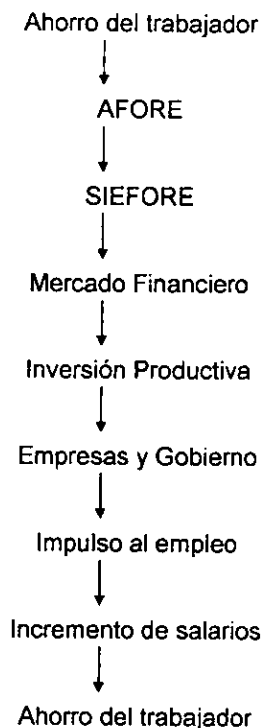 Ahorro del trabajador
AFORE
SIEFORE
Mercado Financiero
Inversión Productiva
Empresas y Gobierno
Impulso al empleo
Incremento de salarios
Ahorro del trabajador